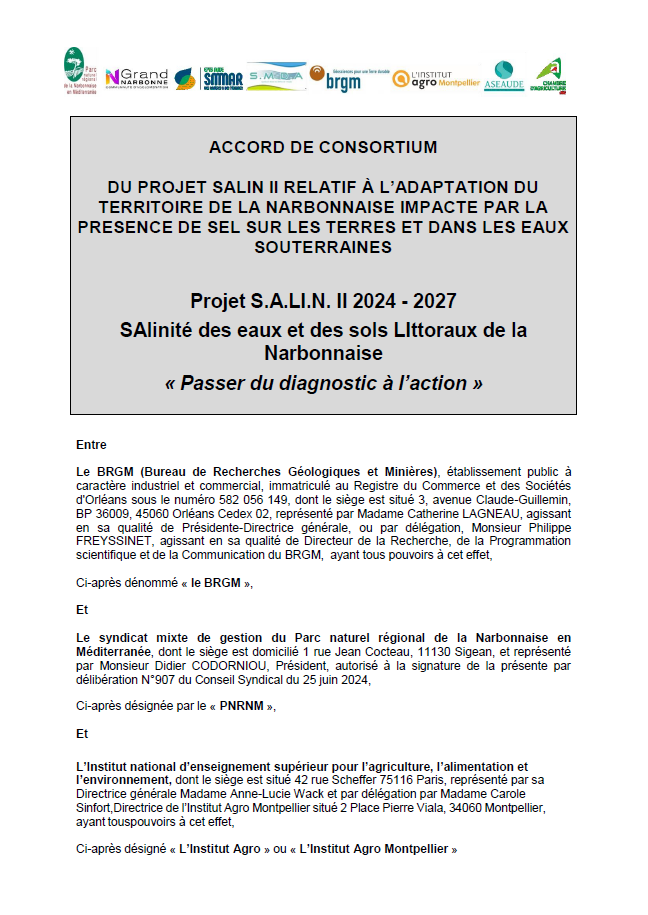 Parc
naturel
régional
de la Narbonnaise
en Méditerranée
Grand
NARBONNE
SMMAR
brgm
L'INSTITUT
agro Montpellier
ASEAUDE
CHAMBRE
D'AGRICULTURE
ACCORD DE CONSORTIUM
DU PROJET SALIN II RELATIF À L'ADAPTATION DU
TERRITOIRE DE LA NARBONNAISE IMPACTE PAR LA
PRESENCE DE SEL SUR LES TERRES ET DANS LES EAUX
SOUTERRAINES
Projet S.A.LI.N. II 2024 - 2027
SAlinité des eaux et des sols LIttoraux de la
Narbonnaise
« Passer du diagnostic à l'action »
Entre
Le BRGM (Bureau de Recherches Géologiques et Minières), établissement public à
caractère industriel et commercial, immatriculé au Registre du Commerce et des Sociétés
d'Orléans sous le numéro 582 056 149, dont le siège est situé 3, avenue Claude-Guillemin,
BP 36009, 45060 Orléans Cedex 02, représenté par Madame Catherine LAGNEAU, agissant
en sa qualité de Présidente-Directrice générale, ou par délégation, Monsieur Philippe
FREYSSINET, agissant en sa qualité de Directeur de la Recherche, de la Programmation
scientifique et de la Communication du BRGM, ayant tous pouvoirs à cet effet,
Ci-après dénommé « le BRGM »,
Et
Le syndicat mixte de gestion du Parc naturel régional de la Narbonnaise en
Méditerranée, dont le siège est domicilié 1 rue Jean Cocteau, 11130 Sigean, et représenté
par Monsieur Didier CODORNIOU, Président, autorisé à la signature de la présente par
délibération N°907 du Conseil Syndical du 25 juin 2024,
Ci-après désignée par le « PNRNM »,
Et
L'Institut national d'enseignement supérieur pour l'agriculture, l'alimentation et
l'environnement, dont le siège est situé 42 rue Scheffer 75116 Paris, représenté par sa
Directrice générale Madame Anne-Lucie Wack et par délégation par Madame Carole
Sinfort,Directrice de l'Institut Agro Montpellier situé 2 Place Pierre Viala, 34060 Montpellier,
ayant touspouvoirs à cet effet,
Ci-après désigné « L'Institut Agro » ou « L'Institut Agro Montpellier »